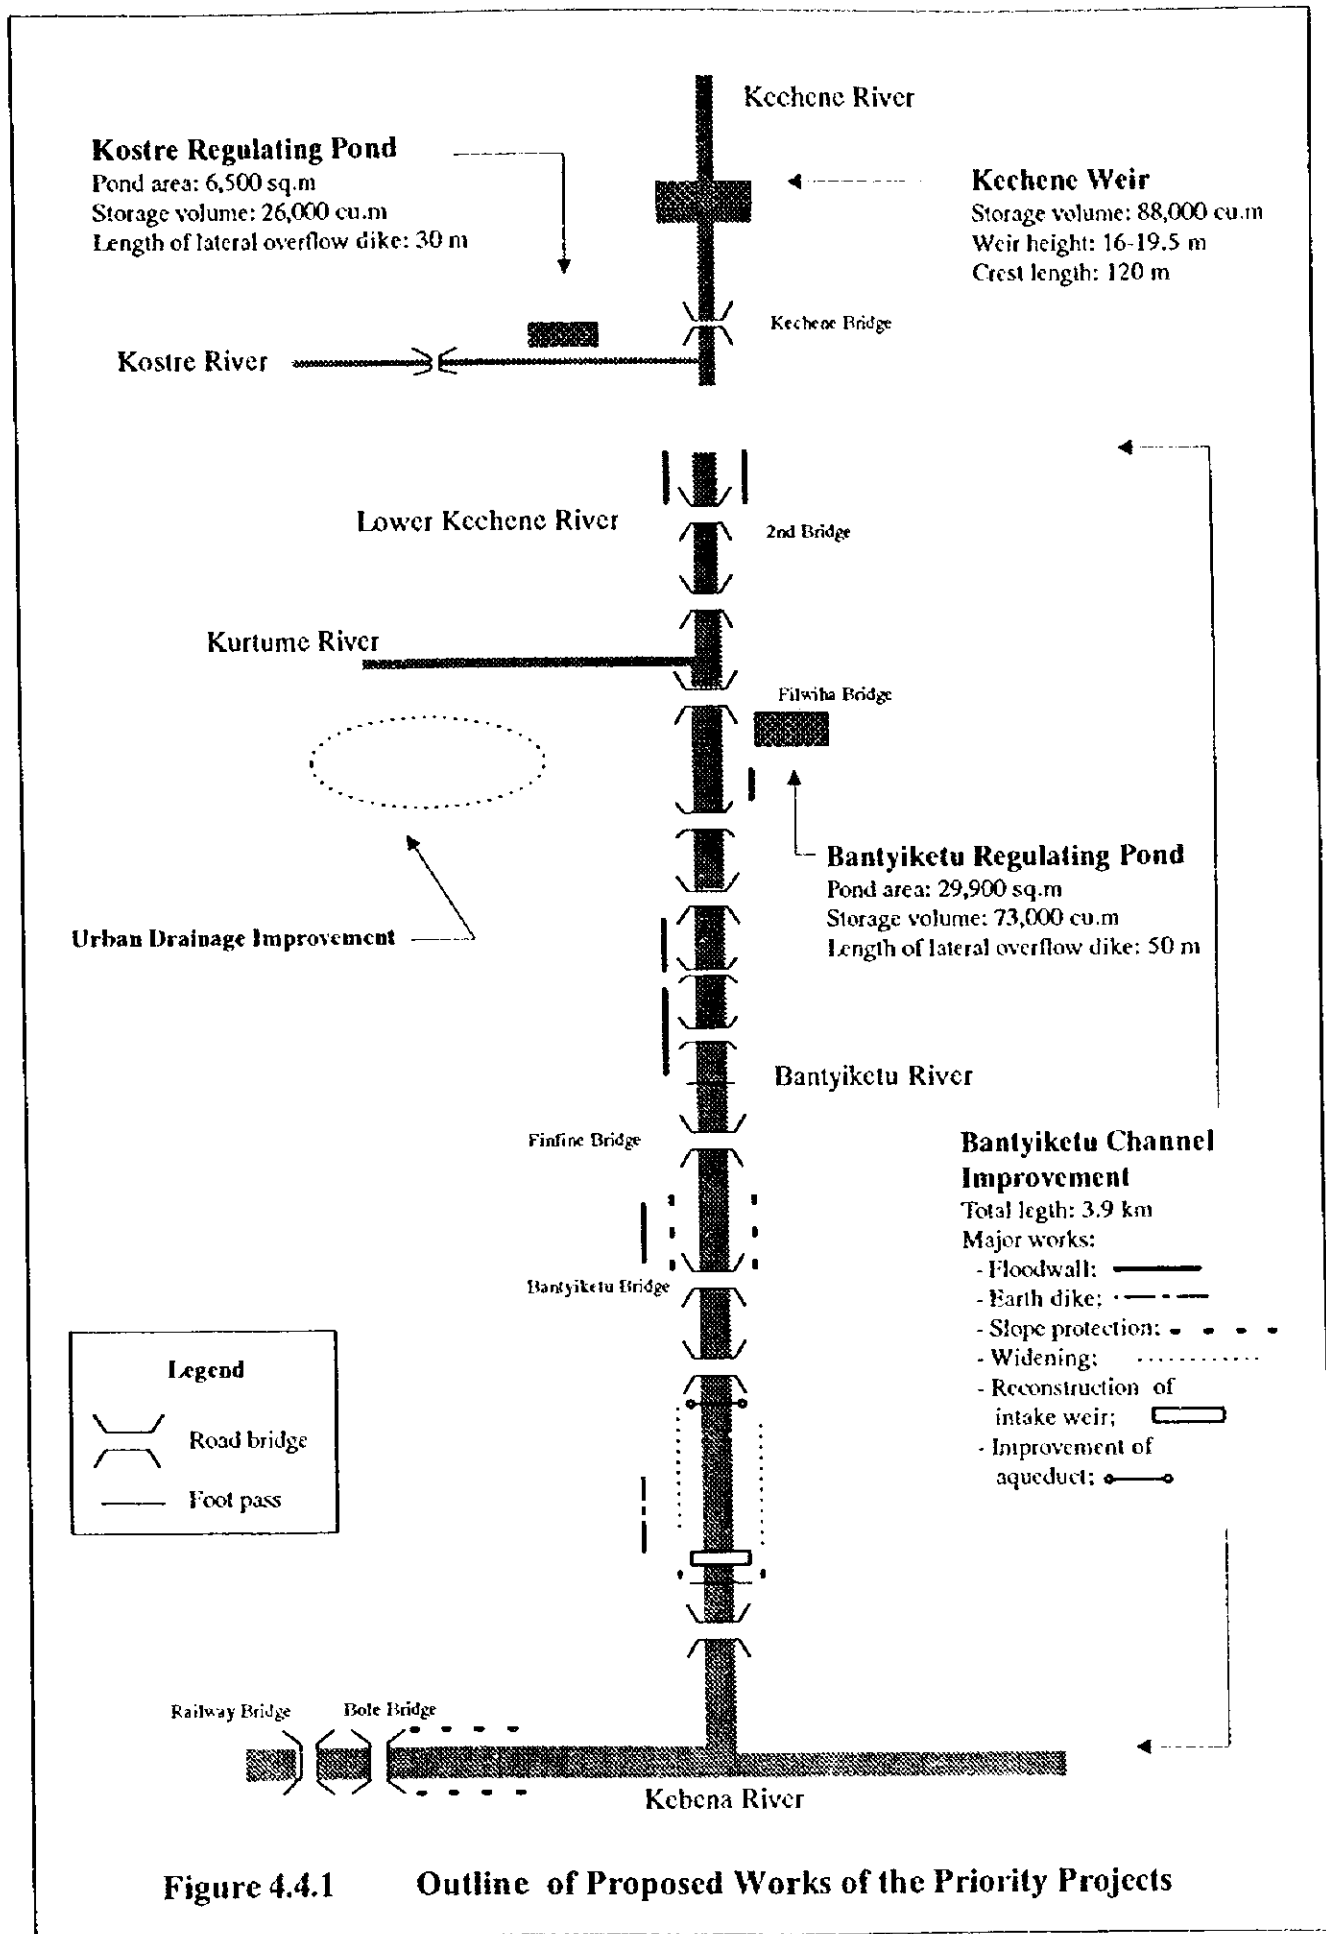 Kechene River
Kostre Regulating Pond
Pond area: 6,500 sq.m
Storage volume: 26,000 cu.m
Length of lateral overflow dike: 30 m
Kechene Weir
Storage volume: 88,000 cu.m
Weir height: 16-19.5 m
Crest length: 120 m
Kechene Bridge
Kostre River
Lower Kechene River
2nd Bridge
Kurtume River
Filwiha Bridge
Bantyiketu Regulating Pond
Pond area: 29,900 sq.m
Storage volume: 73,000 cu.m
Length of lateral overflow dike: 50 m
Urban Drainage Improvement
Bantyiketu River
Finfine Bridge
Bantyiketu Channel
Improvement
Total legth: 3.9 km
Major works:
- Floodwall;
- Earth dike;
- Slope protection;
- Widening;
- Reconstruction of
intake weir;
- Improvement of
aqueduct;
Bantyiketu Bridge
Legend
Road bridge
Foot pass
Railway Bridge
Bole Bridge
Kebena River
Figure 4.4.1 Outline of Proposed Works of the Priority Projects